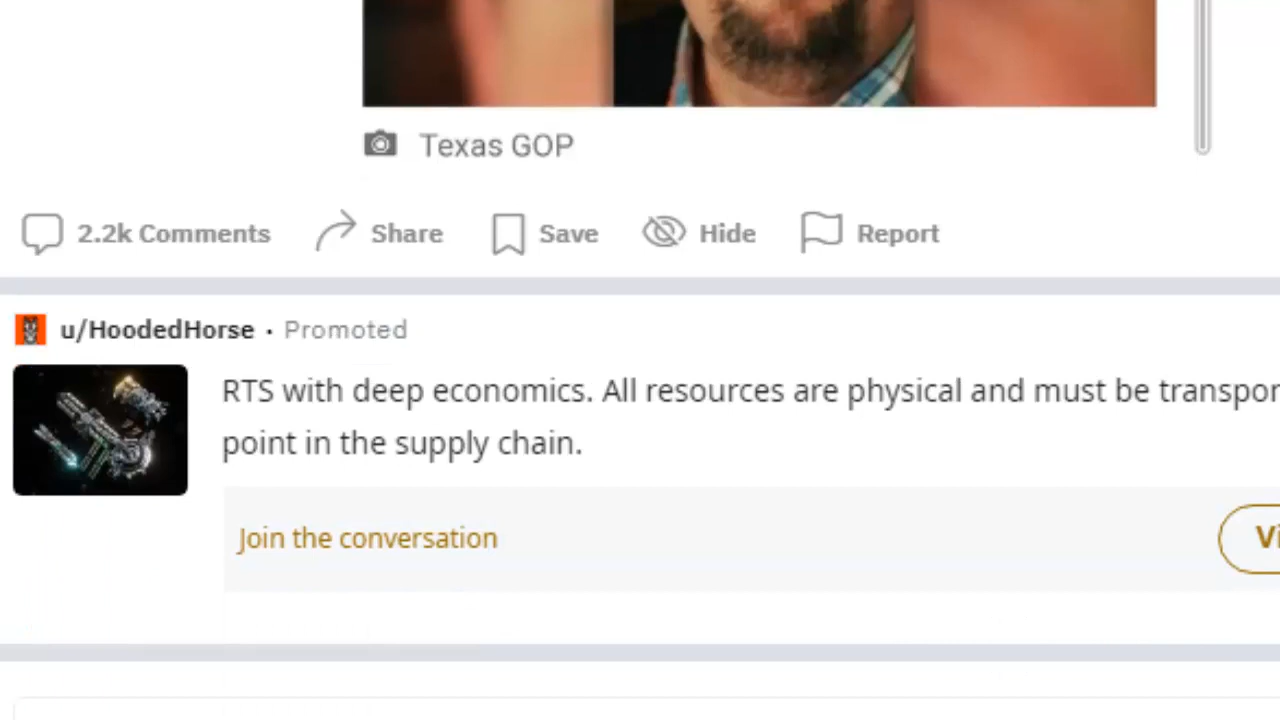 Texas GOP
2.2k Comments Share Save Hide Report
u/HoodedHorse · Promoted
RTS with deep economics. All resources are physical and must be
point in the supply chain.
Join the conversation